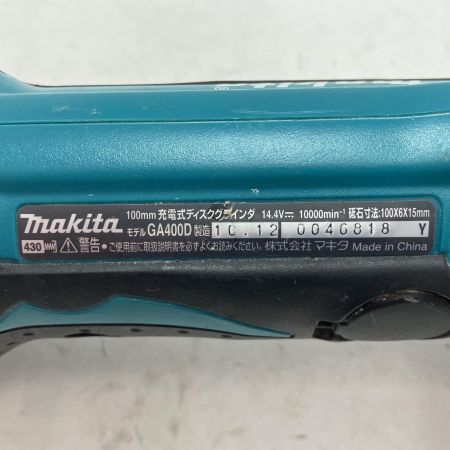 makita
100mm 充電式ディスクグラインダ 14.4V⎓ 10000min⁻¹ 砥石寸法:100X6X15mm
モデル GA400D 製造 10.12 0046818 Y
430 警告・ご使用前に取扱説明書を必ずよくお読みください。株式会社 マキタ Made in China